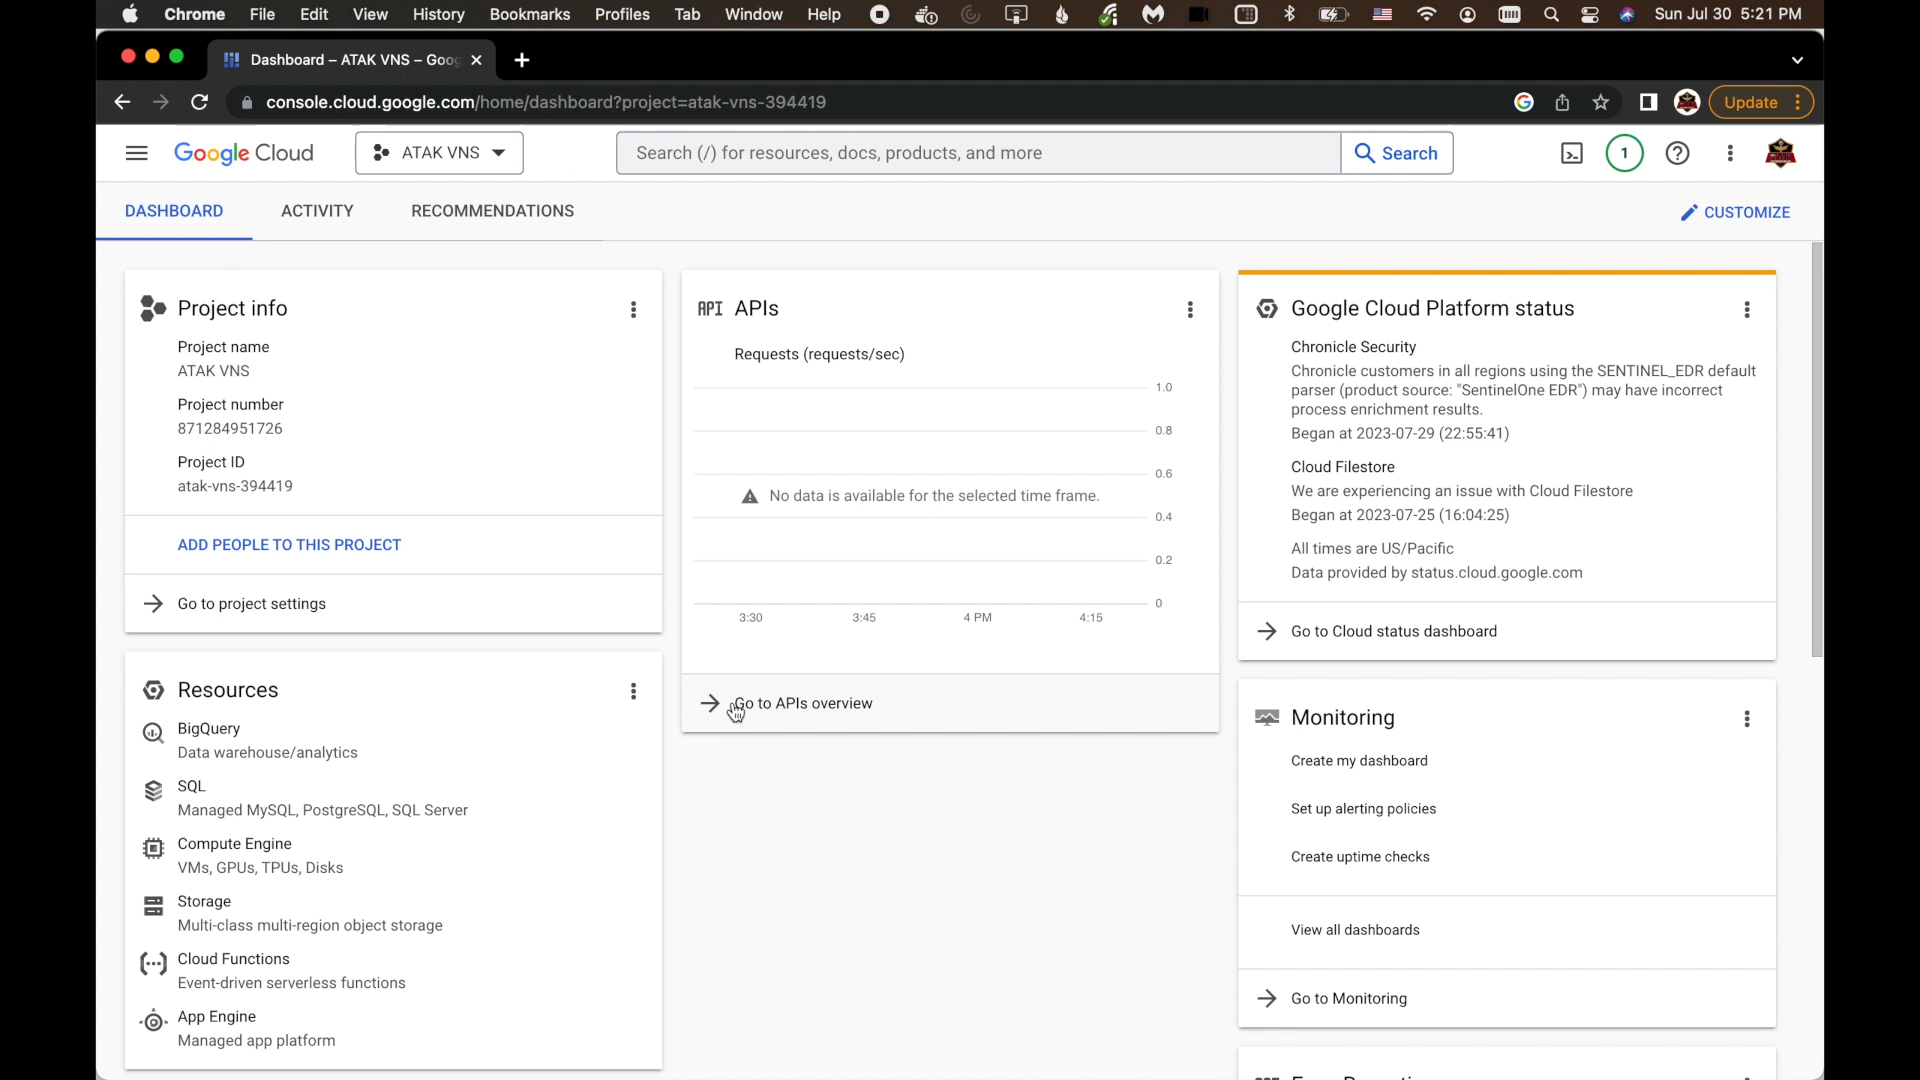 Chrome File Edit View History Bookmarks Profiles Tab Window Help Sun Jul 30 5:21 PM
Dashboard – ATAK VNS – Goog
console.cloud.google.com/home/dashboard?project=atak-vns-394419
Update
Google Cloud
ATAK VNS
Search (/) for resources, docs, products, and more
Search
1
DASHBOARD
ACTIVITY
RECOMMENDATIONS
CUSTOMIZE
Project info
Project name
ATAK VNS
Project number
871284951726
Project ID
atak-vns-394419
ADD PEOPLE TO THIS PROJECT
Go to project settings
Resources
BigQuery
Data warehouse/analytics
SQL
Managed MySQL, PostgreSQL, SQL Server
Compute Engine
VMs, GPUs, TPUs, Disks
Storage
Multi-class multi-region object storage
Cloud Functions
Event-driven serverless functions
App Engine
Managed app platform
API APIs
Requests (requests/sec)
1.0
0.8
0.6
No data is available for the selected time frame.
0.4
0.2
0
3:30 3:45 4 PM 4:15
Go to APIs overview
Google Cloud Platform status
Chronicle Security
Chronicle customers in all regions using the SENTINEL_EDR default
parser (product source: "SentinelOne EDR") may have incorrect
process enrichment results.
Began at 2023-07-29 (22:55:41)
Cloud Filestore
We are experiencing an issue with Cloud Filestore
Began at 2023-07-25 (16:04:25)
All times are US/Pacific
Data provided by status.cloud.google.com
Go to Cloud status dashboard
Monitoring
Create my dashboard
Set up alerting policies
Create uptime checks
View all dashboards
Go to Monitoring